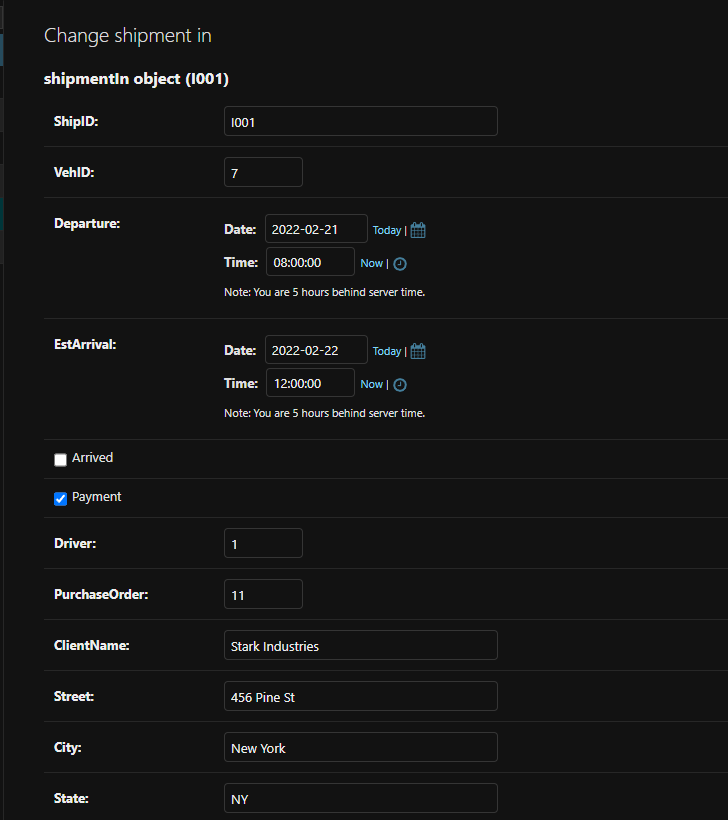 Change shipment in
shipmentIn object (I001)
ShipID: I001
VehID: 7
Departure: Date: 2022-02-21 Today |
Time: 08:00:00 Now |
Note: You are 5 hours behind server time.
EstArrival: Date: 2022-02-22 Today |
Time: 12:00:00 Now |
Note: You are 5 hours behind server time.
Arrived
Payment
Driver: 1
PurchaseOrder: 11
ClientName: Stark Industries
Street: 456 Pine St
City: New York
State: NY